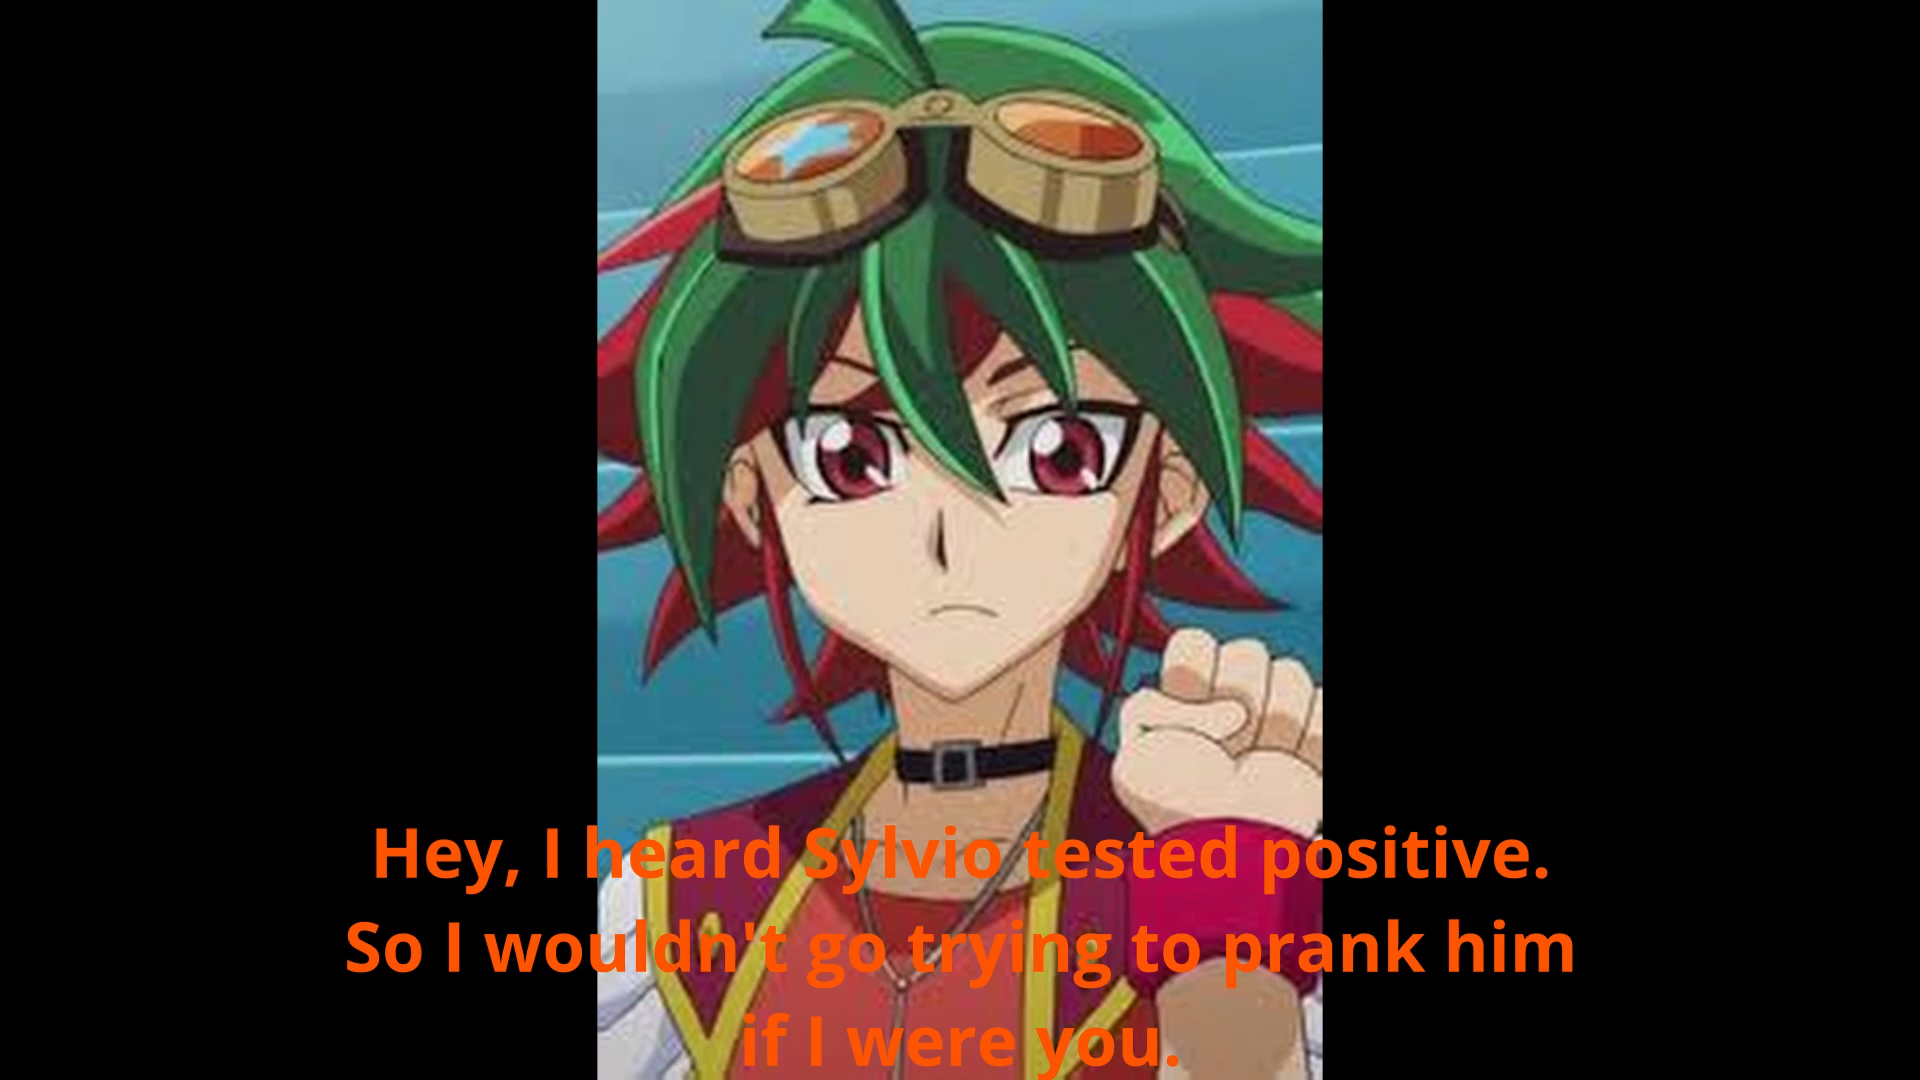 Hey, I heard Sylvio tested positive.
So I wouldn't go trying to prank him
if I were you.